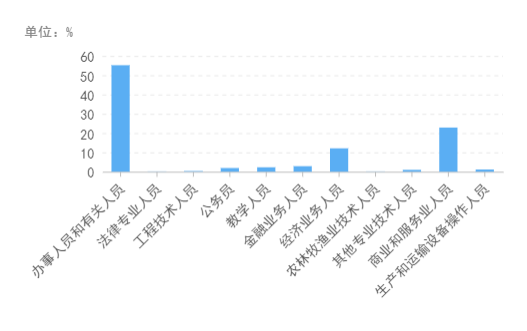 单位：%
60
50
40
30
20
10
0
办事人员和有关人员
法律专业人员
工程技术人员
公务员
教学人员
金融业务人员
经济业务人员
农林牧渔业技术人员
其他专业技术人员
商业和服务业人员
生产和运输设备操作人员